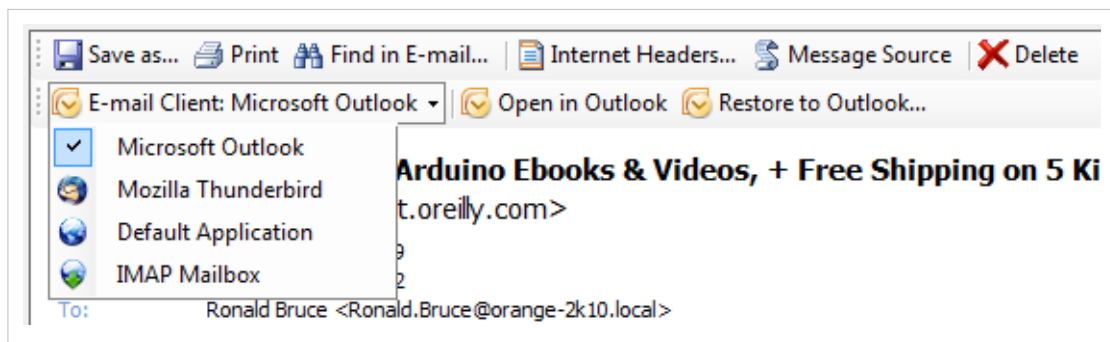 Save as... Print Find in E-mail... Internet Headers... Message Source Delete
E-mail Client: Microsoft Outlook Open in Outlook Restore to Outlook...
Microsoft Outlook
Arduino Ebooks & Videos, + Free Shipping on 5 Ki
Mozilla Thunderbird
t.oreilly.com>
Default Application
9
IMAP Mailbox
2
To: Ronald Bruce <Ronald.Bruce@orange-2k10.local>